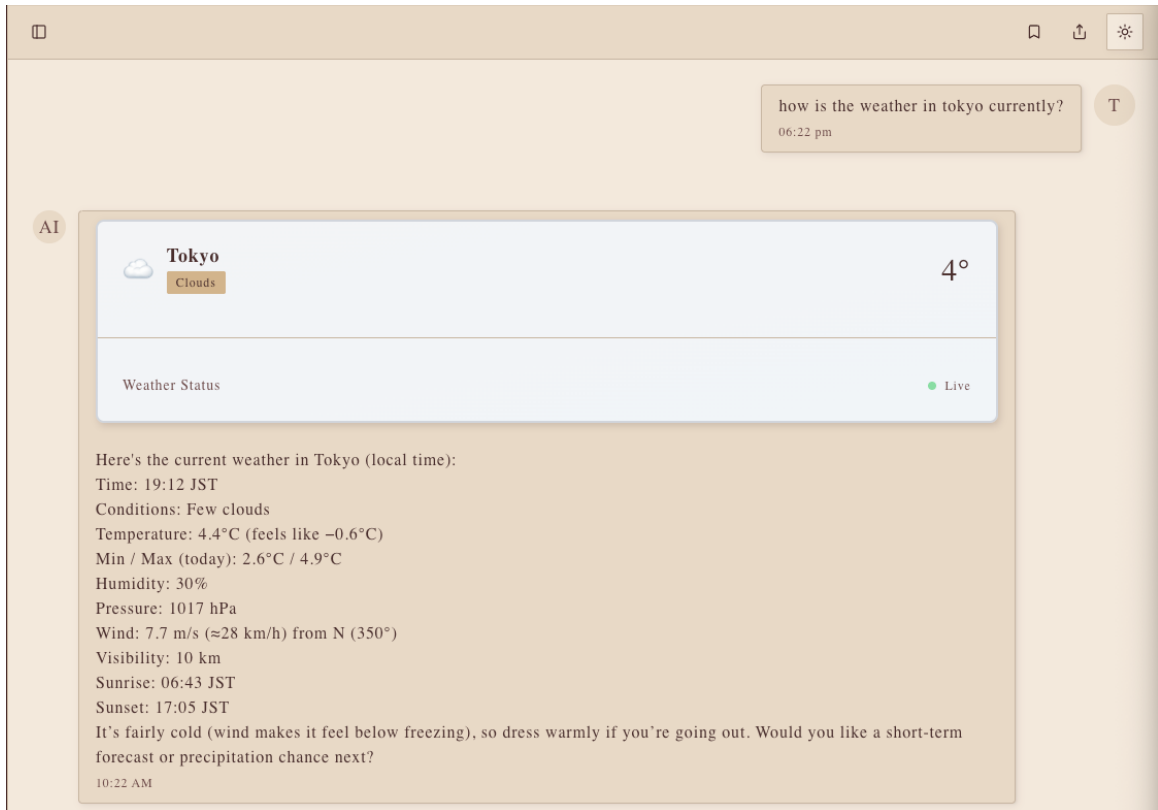 how is the weather in tokyo currently?
T
06:22 pm
AI
Tokyo
Clouds
4°
Weather Status
Live
Here's the current weather in Tokyo (local time):
Time: 19:12 JST
Conditions: Few clouds
Temperature: 4.4°C (feels like −0.6°C)
Min / Max (today): 2.6°C / 4.9°C
Humidity: 30%
Pressure: 1017 hPa
Wind: 7.7 m/s (≈28 km/h) from N (350°)
Visibility: 10 km
Sunrise: 06:43 JST
Sunset: 17:05 JST
It’s fairly cold (wind makes it feel below freezing), so dress warmly if you’re going out. Would you like a short-term
forecast or precipitation chance next?
10:22 AM